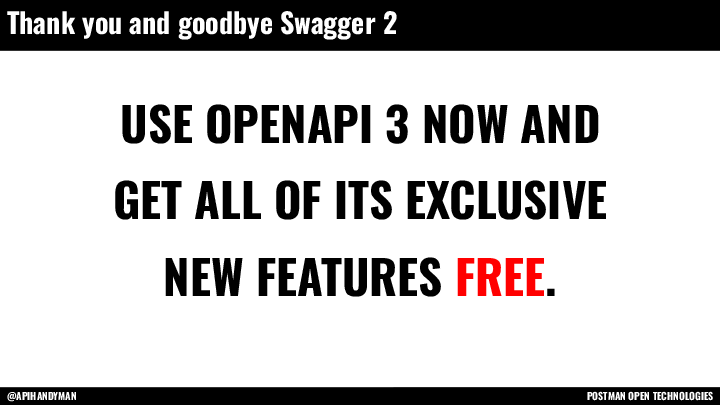 Thank you and goodbye Swagger 2
USE OPENAPI 3 NOW AND
GET ALL OF ITS EXCLUSIVE
NEW FEATURES FREE.
@APIHANDYMAN
POSTMAN OPEN TECHNOLOGIES